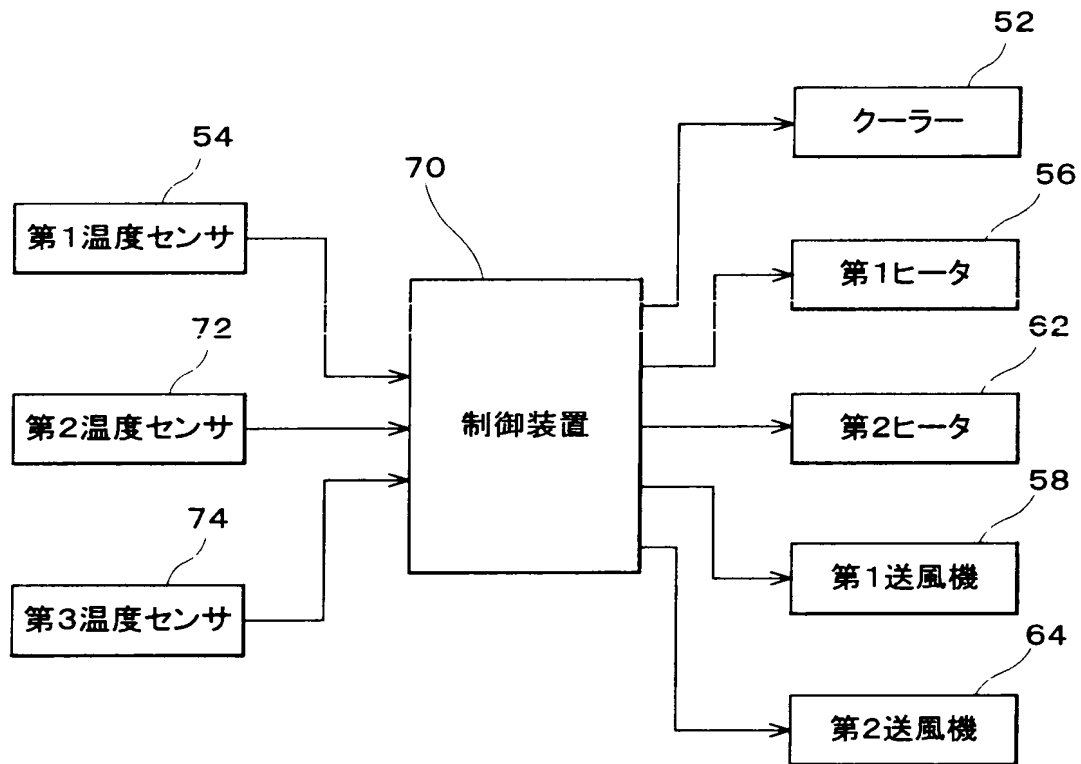 52
クーラー
54
第1温度センサ
70
56
第1ヒータ
72
第2温度センサ
制御装置
62
第2ヒータ
74
第3温度センサ
58
第1送風機
64
第2送風機